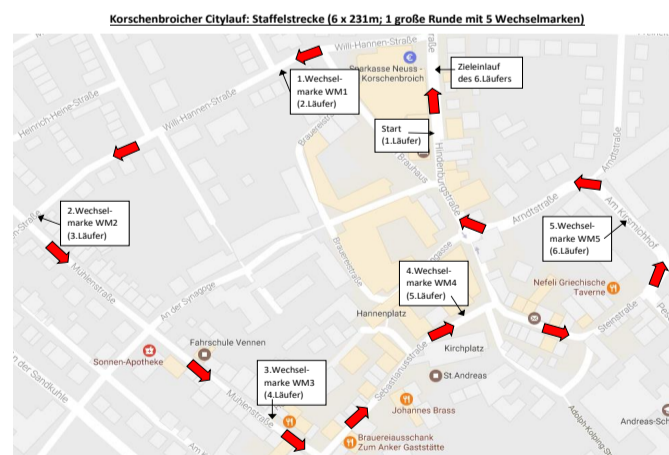 Korschenbroicher Citylauf: Staffelstrecke (6 x 231m; 1 große Runde mit 5 Wechselmarken)
Willi-Hannen-Straße
Sparkasse Neuss -
Korschenbroich
Zieleinlauf
des 6.Läufers
1.Wechsel-
marke WM1
(2.Läufer)
Heinrich-Heine-Straße
Willi-Hannen-Straße
Brauereistraße
Start
(1.Läufer)
Brauhaus
Hindenburgstraße
Arndtstraße
Am Kirsmichhof
Arndtstraße
2.Wechsel-
marke WM2
(3.Läufer)
5.Wechsel-
marke WM5
(6.Läufer)
Mühlenstraße
An der Synagoge
Brauereistraße
4.Wechsel-
marke WM4
(5.Läufer)
Nefeli Griechische
Taverne
Hannenplatz
Steinstraße
Fahrschule Vennen
Sonnen-Apotheke
Kirchplatz
3.Wechsel-
marke WM3
(4.Läufer)
Sebastianusstraße
St.Andreas
An der Sandkuhle
Mühlenstraße
Johannes Brass
Adolph-Kolping-St
Andreas-Sch
Brauereiausschank
Zum Anker Gaststätte